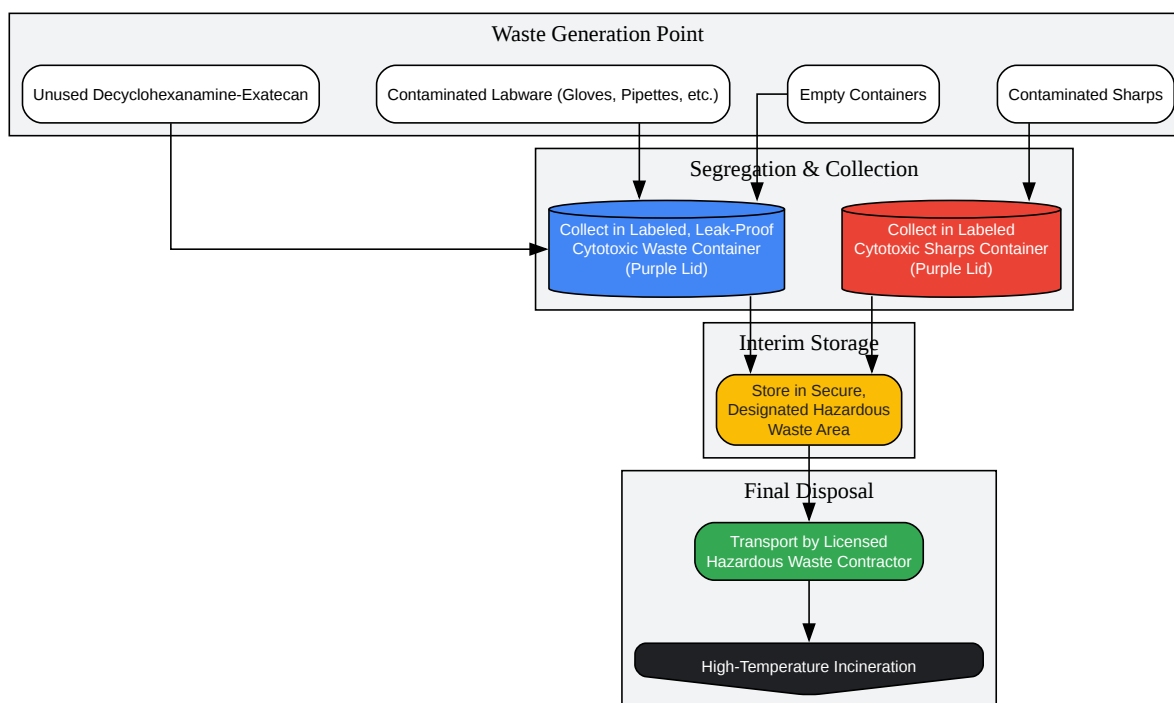 Waste Generation Point
Unused Decyclohexanamine-Exatecan
Contaminated Labware (Gloves, Pipettes, etc.)
Empty Containers
Contaminated Sharps
Segregation & Collection
Collect in Labeled, Leak-Proof
Cytotoxic Waste Container
(Purple Lid)
Collect in Labeled
Cytotoxic Sharps Container
(Purple Lid)
Interim Storage
Store in Secure,
Designated Hazardous
Waste Area
Final Disposal
Transport by Licensed
Hazardous Waste Contractor
High-Temperature Incineration